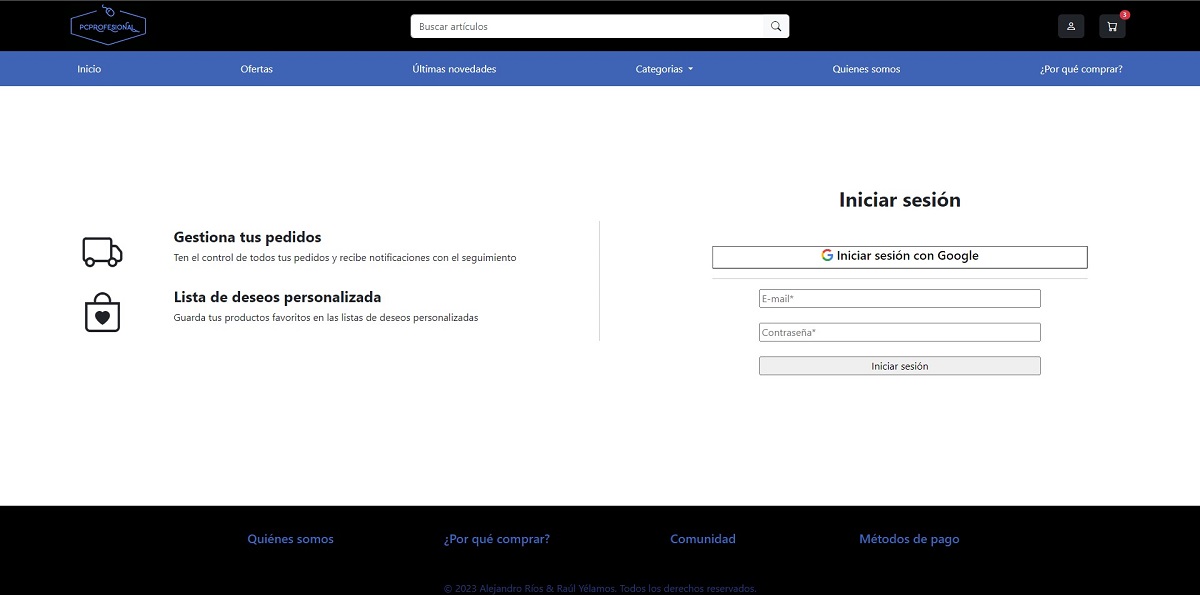 PCPROFESIONAL
Buscar artículos
3
Inicio
Ofertas
Últimas novedades
Categorias
Quienes somos
¿Por qué comprar?
Gestiona tus pedidos
Ten el control de todos tus pedidos y recibe notificaciones con el seguimiento
Lista de deseos personalizada
Guarda tus productos favoritos en las listas de deseos personalizadas
Iniciar sesión
Iniciar sesión con Google
E-mail*
Contraseña*
Iniciar sesión
Quiénes somos
¿Por qué comprar?
Comunidad
Métodos de pago
© 2023 Alejandro Ríos & Raúl Yélamos. Todos los derechos reservados.